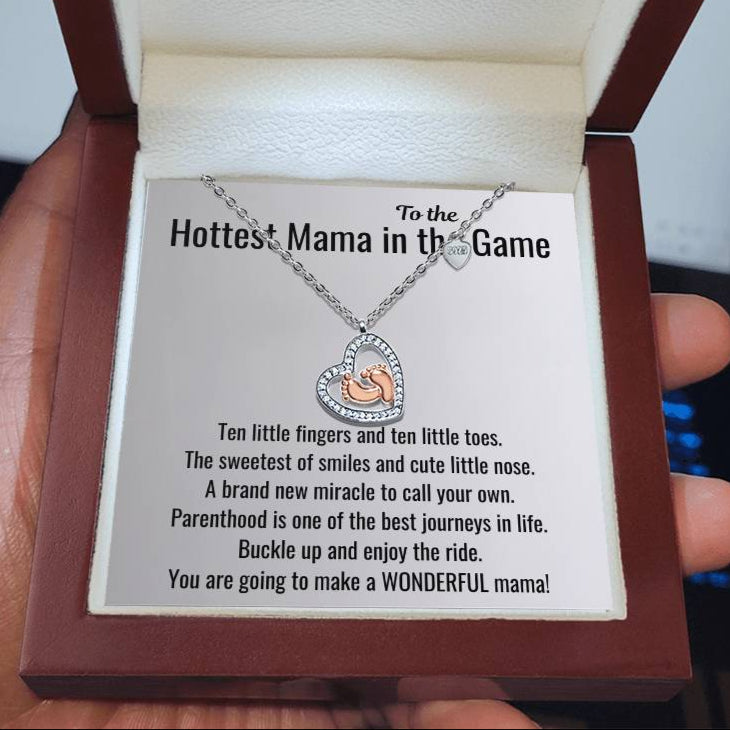 To the
Hottest Mama in the Game
Ten little fingers and ten little toes.
The sweetest of smiles and cute little nose.
A brand new miracle to call your own.
Parenthood is one of the best journeys in life.
Buckle up and enjoy the ride.
You are going to make a WONDERFUL mama!